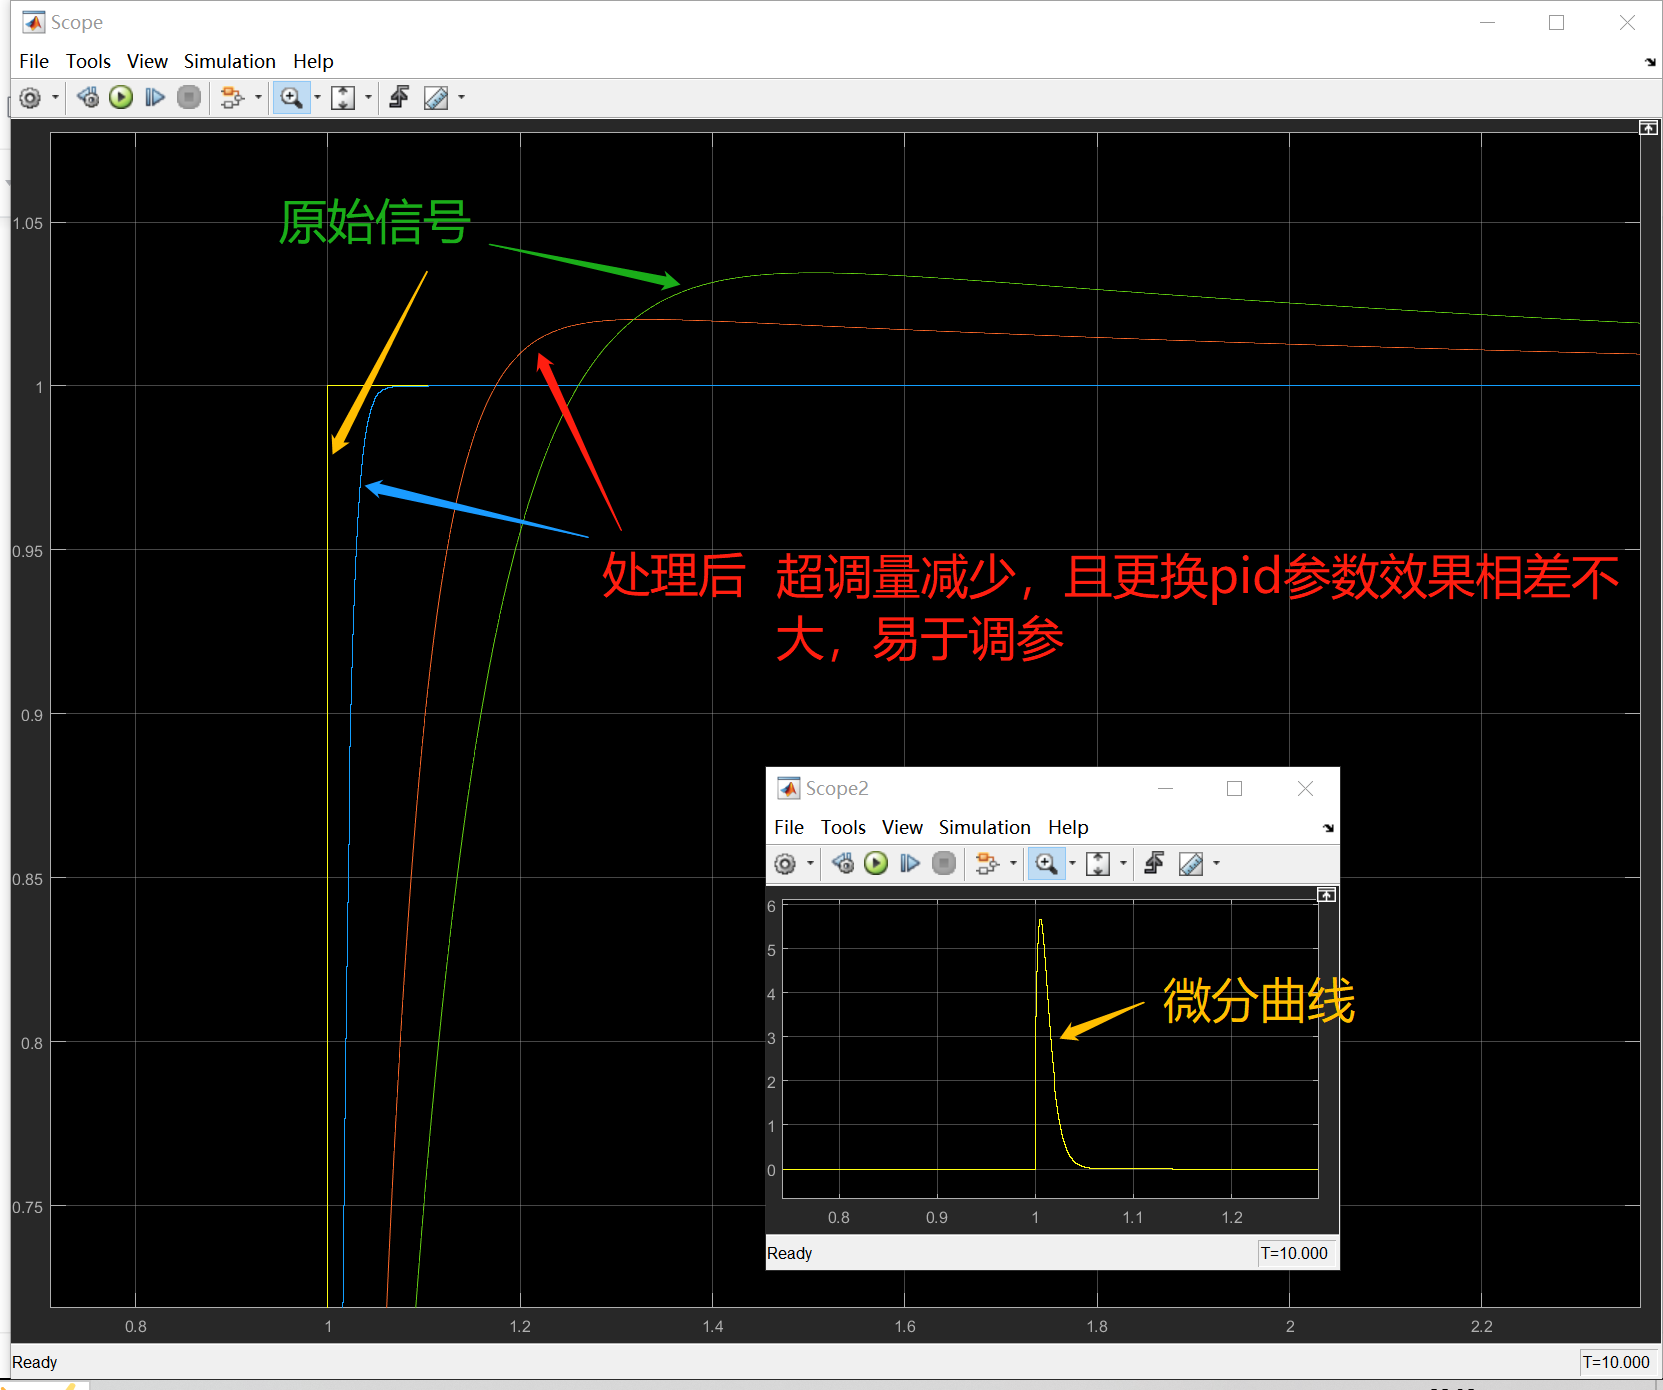 Scope
File Tools View Simulation Help
原始信号
1.05
1
0.95
0.9
0.85
0.8
0.75
处理后 超调量减少，且更换pid参数效果相差不
大，易于调参
Scope2
File Tools View Simulation Help
6
5
4
3
2
1
0
微分曲线
0.8 0.9 1 1.1 1.2
Ready T=10.000
0.8 1 1.2 1.4 1.6 1.8 2 2.2
Ready T=10.000